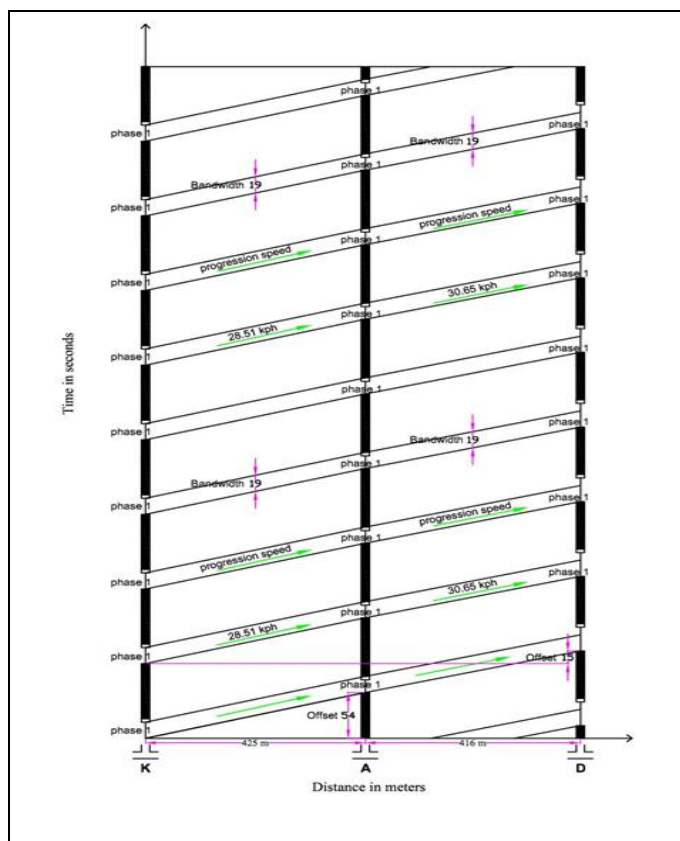 phase 1
phase 1
phase 1
Bandwidth 19
phase 1
Bandwidth 19
phase 1
phase 1
progression speed
phase 1
progression speed
phase 1
phase 1
30.65 kph
phase 1
28.51 kph
phase 1
phase 1
Time in seconds
phase 1
phase 1
phase 1
Bandwidth 19
phase 1
Bandwidth 19
phase 1
phase 1
progression speed
phase 1
progression speed
phase 1
phase 1
30.65 kph
phase 1
28.51 kph
phase 1
Offset 15
phase 1
Offset 54
phase 1
425 m
416 m
K
A
D
Distance in meters